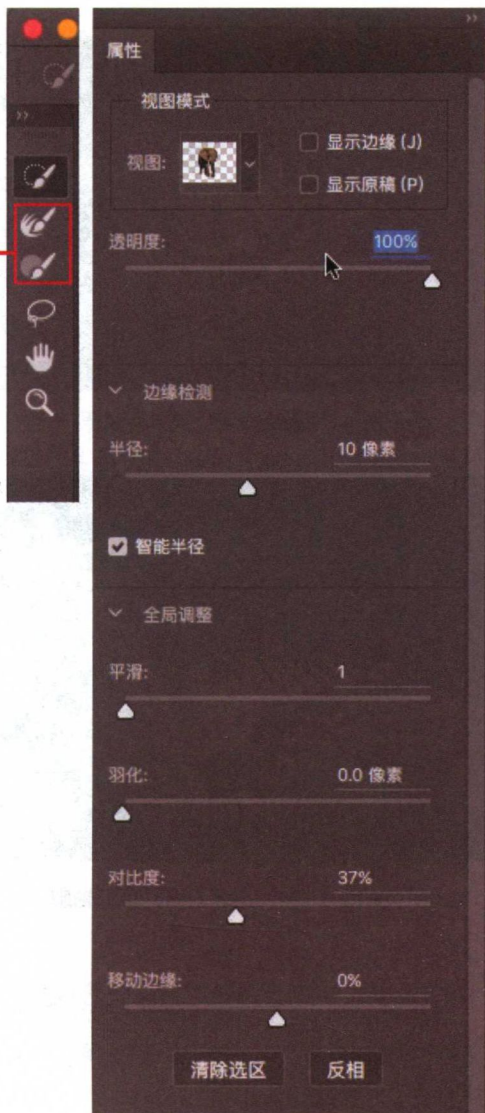 属性
视图模式
视图:
显示边缘 (J)
显示原稿 (P)
透明度:
100%
边缘检测
半径:
10 像素
智能半径
全局调整
平滑:
1
羽化:
0.0 像素
对比度:
37%
移动边缘:
0%
清除选区
反相